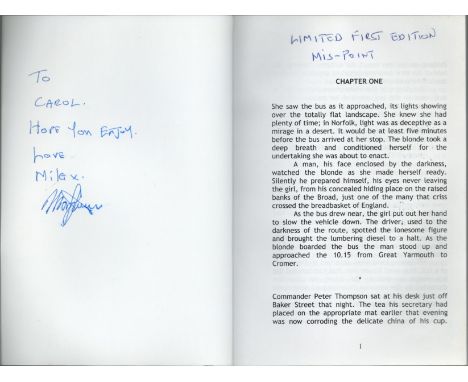 TO
CAROL.
HOPE YOU ENJOY.
LOVE
MIKE x.
LIMITED FIRST EDITION
MIS-POINT
CHAPTER ONE
She saw the bus as it approached, its lights showing
over the totally flat landscape. She knew she had
plenty of time; in Norfolk, light was as deceptive as a
mirage in a desert. It would be at least five minutes
before the bus arrived at her stop. The blonde took a
deep breath and conditioned herself for the
undertaking she was about to enact.
A man, his face enclosed by the darkness,
watched the blonde as she made herself ready.
Silently he prepared himself, his eyes never leaving
the girl, from his concealed hiding place on the raised
banks of the Broad, just one of the many that criss
crossed the breadbasket of England.
As the bus drew near, the girl put out her hand
to slow the vehicle down. The driver, used to the
darkness of the route, spotted the lonesome figure
and brought the lumbering diesel to a halt. As the
blonde boarded the bus the man stood up and
approached the 10.15 from Great Yarmouth to
Cromer.
*
Commander Peter Thompson sat at his desk just off
Baker Street that night. The tea his secretary had
placed on the appropriate mat earlier that evening
was now corroding the delicate china of his cup.
1